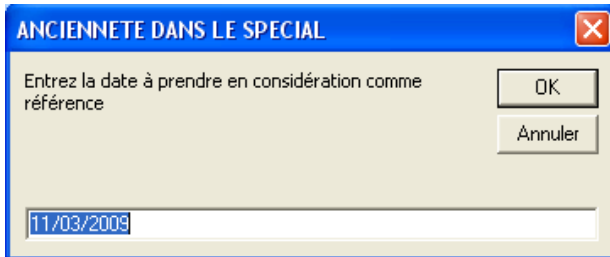 ANCIENNETE DANS LE SPECIAL
Entrez la date à prendre en considération comme
référence
OK
Annuler
11/03/2009